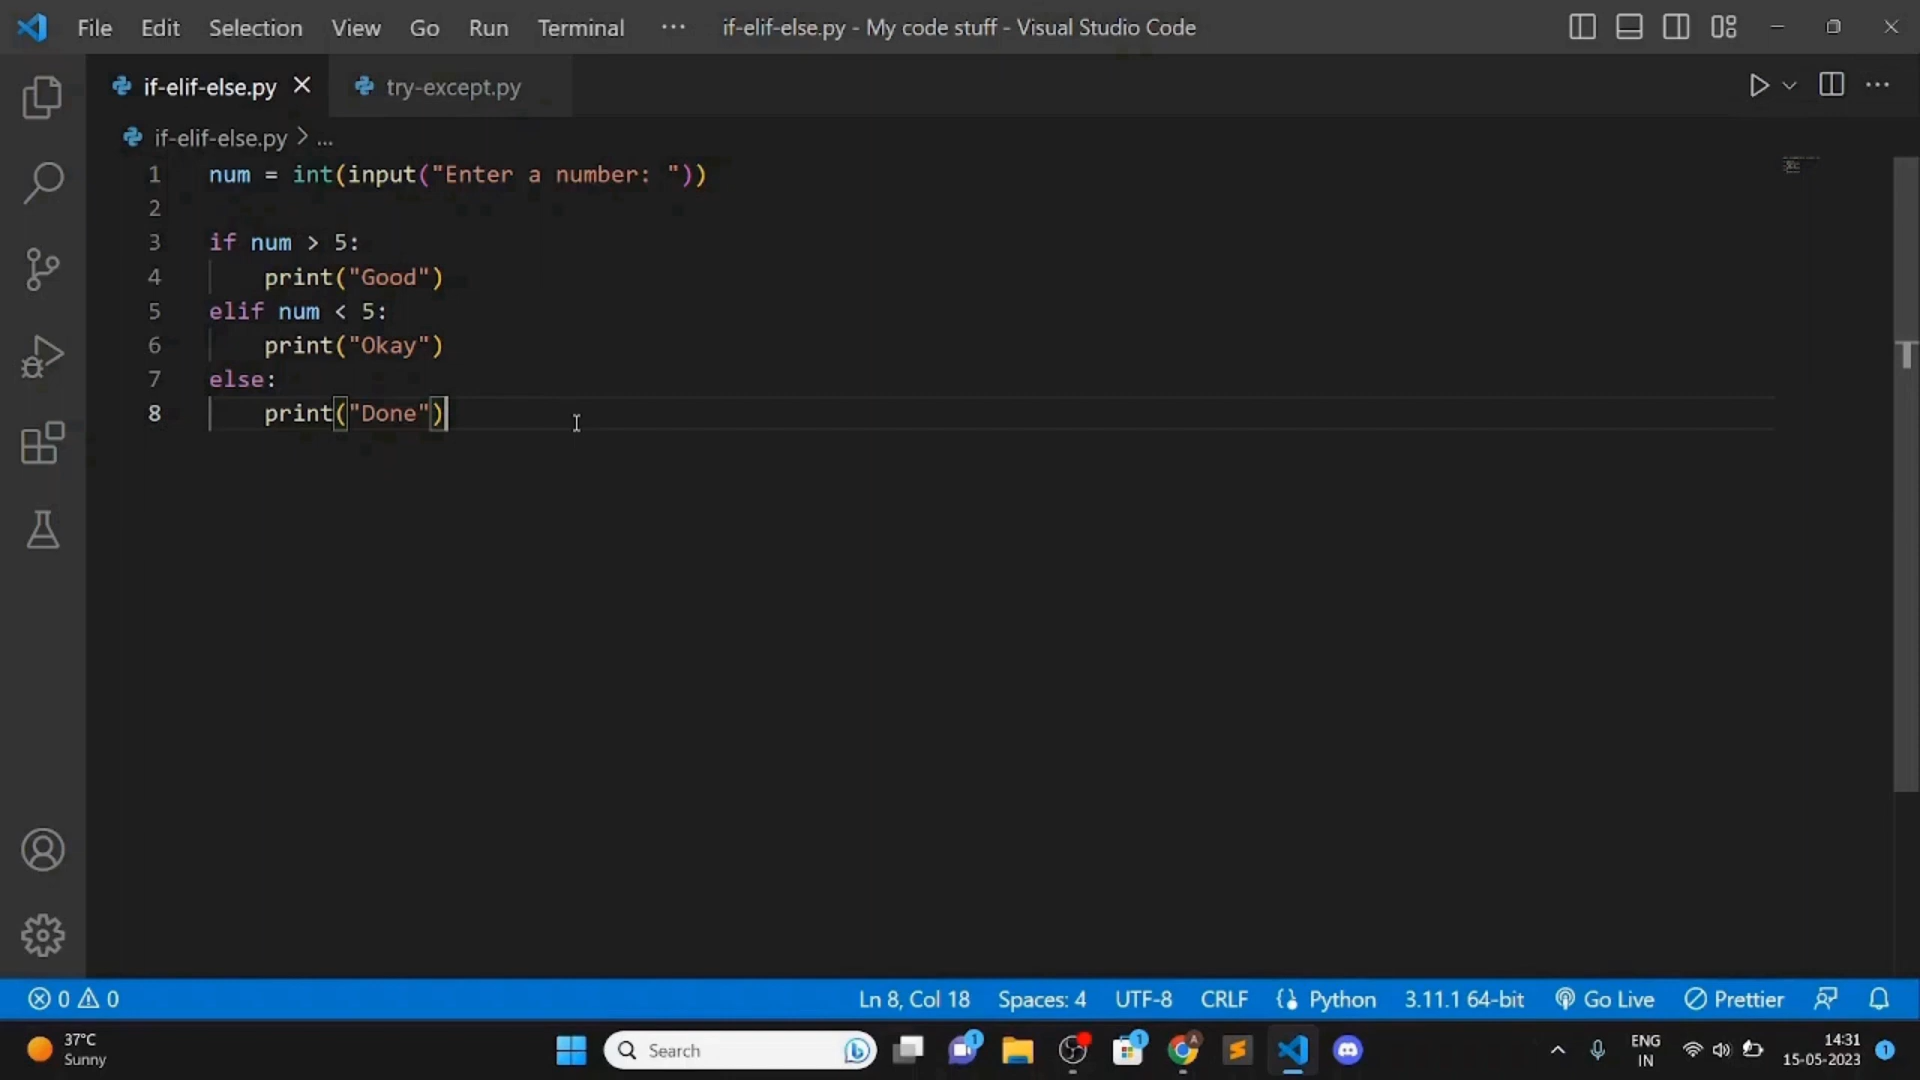 File Edit Selection View Go Run Terminal ··· if-elif-else.py - My code stuff - Visual Studio Code
if-elif-else.py try-except.py
if-elif-else.py > ...
1 num = int(input("Enter a number: "))
2
3 if num > 5:
4     print("Good")
5 elif num < 5:
6     print("Okay")
7 else:
8     print("Done")
0 0 Ln 8, Col 18 Spaces: 4 UTF-8 CRLF Python 3.11.1 64-bit Go Live Prettier
37°C
Sunny
Search
1
1
A
ENG
IN
14:31
15-05-2023
1